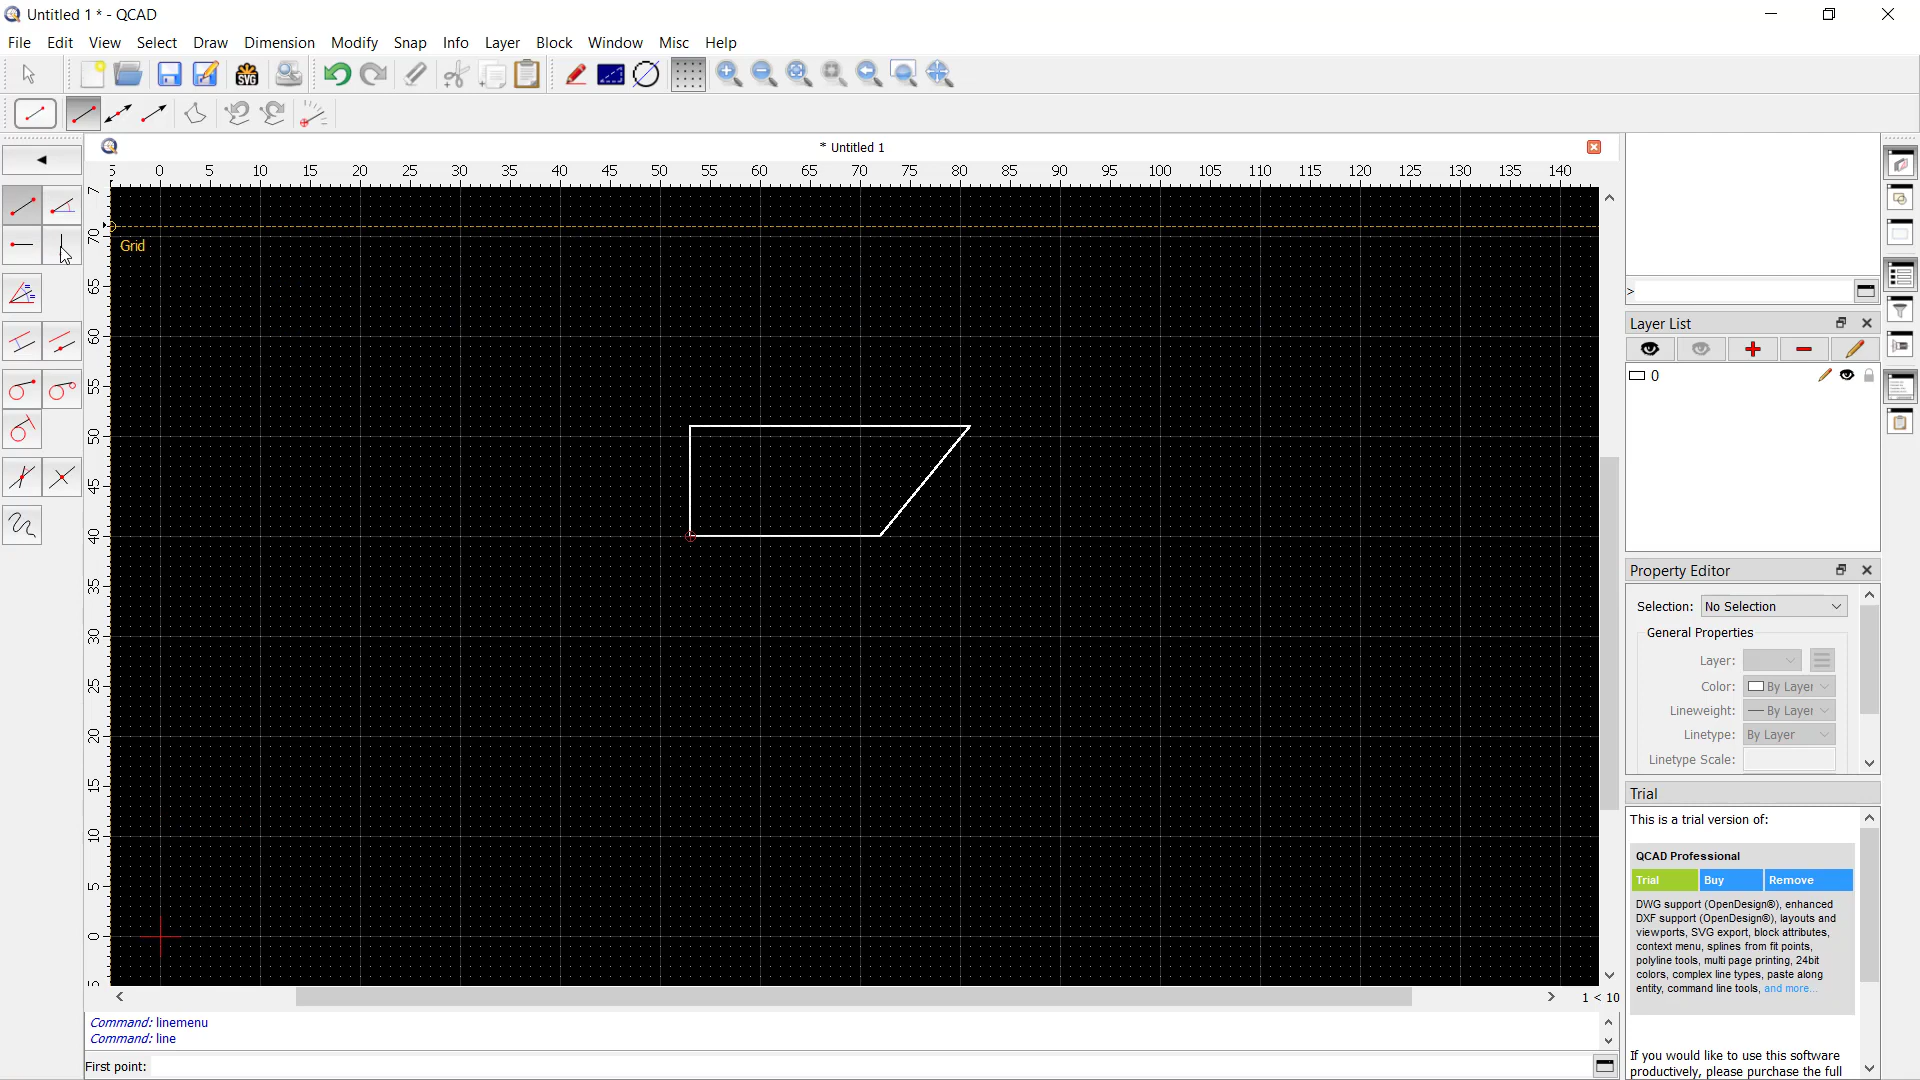 Untitled 1 * - QCAD
File Edit View Select Draw Dimension Modify Snap Info Layer Block Window Misc Help
SVG
* Untitled 1
5 0 5 10 15 20 25 30 35 40 45 50 55 60 65 70 75 80 85 90 95 100 105 110 115 120 125 130 135 140
7
70
65
60
55
50
45
40
35
30
25
20
15
10
5
0
5
Grid
>
Layer List
0
Property Editor
Selection: No Selection
General Properties
Layer:
Color: By Layer
Lineweight: By Layer
Linetype: By Layer
Linetype Scale:
Trial
This is a trial version of:
QCAD Professional
Trial Buy Remove
DWG support (OpenDesign®), enhanced
DXF support (OpenDesign®), layouts and
viewports, SVG export, block attributes,
context menu, splines from fit points,
polyline tools, multi page printing, 24bit
colors, complex line types, paste along
entity, command line tools, and more...
If you would like to use this software
productively, please purchase the full
1 < 10
Command: linemenu
Command: line
First point: